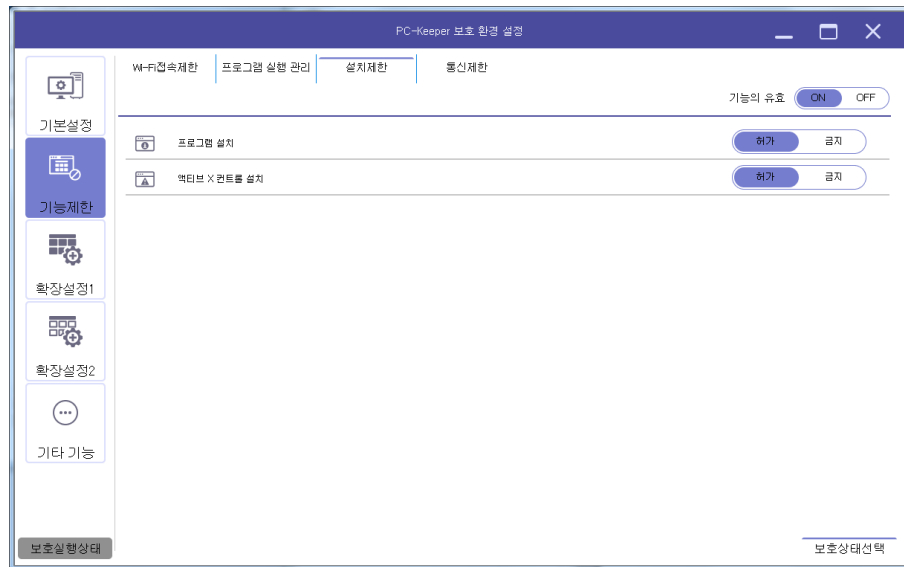 PC-Keeper 보호 환경 설정
Wi-Fi접속제한 프로그램 실행 관리 설치제한 통신제한
기능의 유효 ON OFF
기본설정
프로그램 설치 허가 금지
액티브 X 컨트롤 설치 허가 금지
기능제한
확장설정1
확장설정2
기타 기능
보호실행상태 보호상태선택